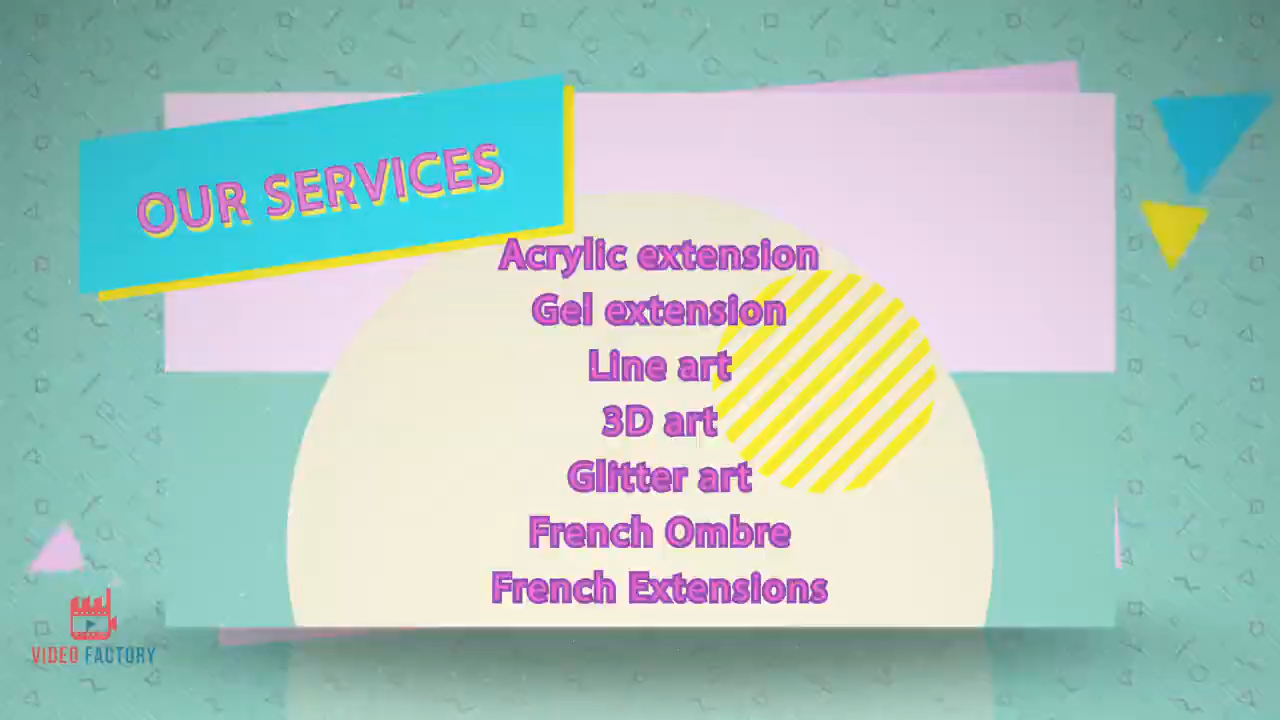 OUR SERVICES
Acrylic extension
Gel extension
Line art
3D art
Glitter art
French Ombre
French Extensions
VIDEO FACTORY